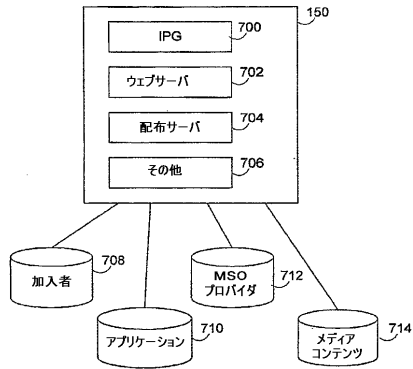 150
IPG
700
ウェブサーバ
702
配布サーバ
704
その他
706
加入者
708
MSO
プロバイダ
712
アプリケーション
710
メディア
コンテンツ
714